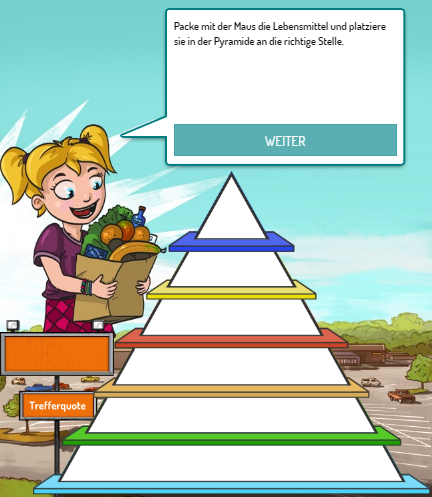 Packe mit der Maus die Lebensmittel und platziere
sie in der Pyramide an die richtige Stelle.
WEITER
Trefferquote